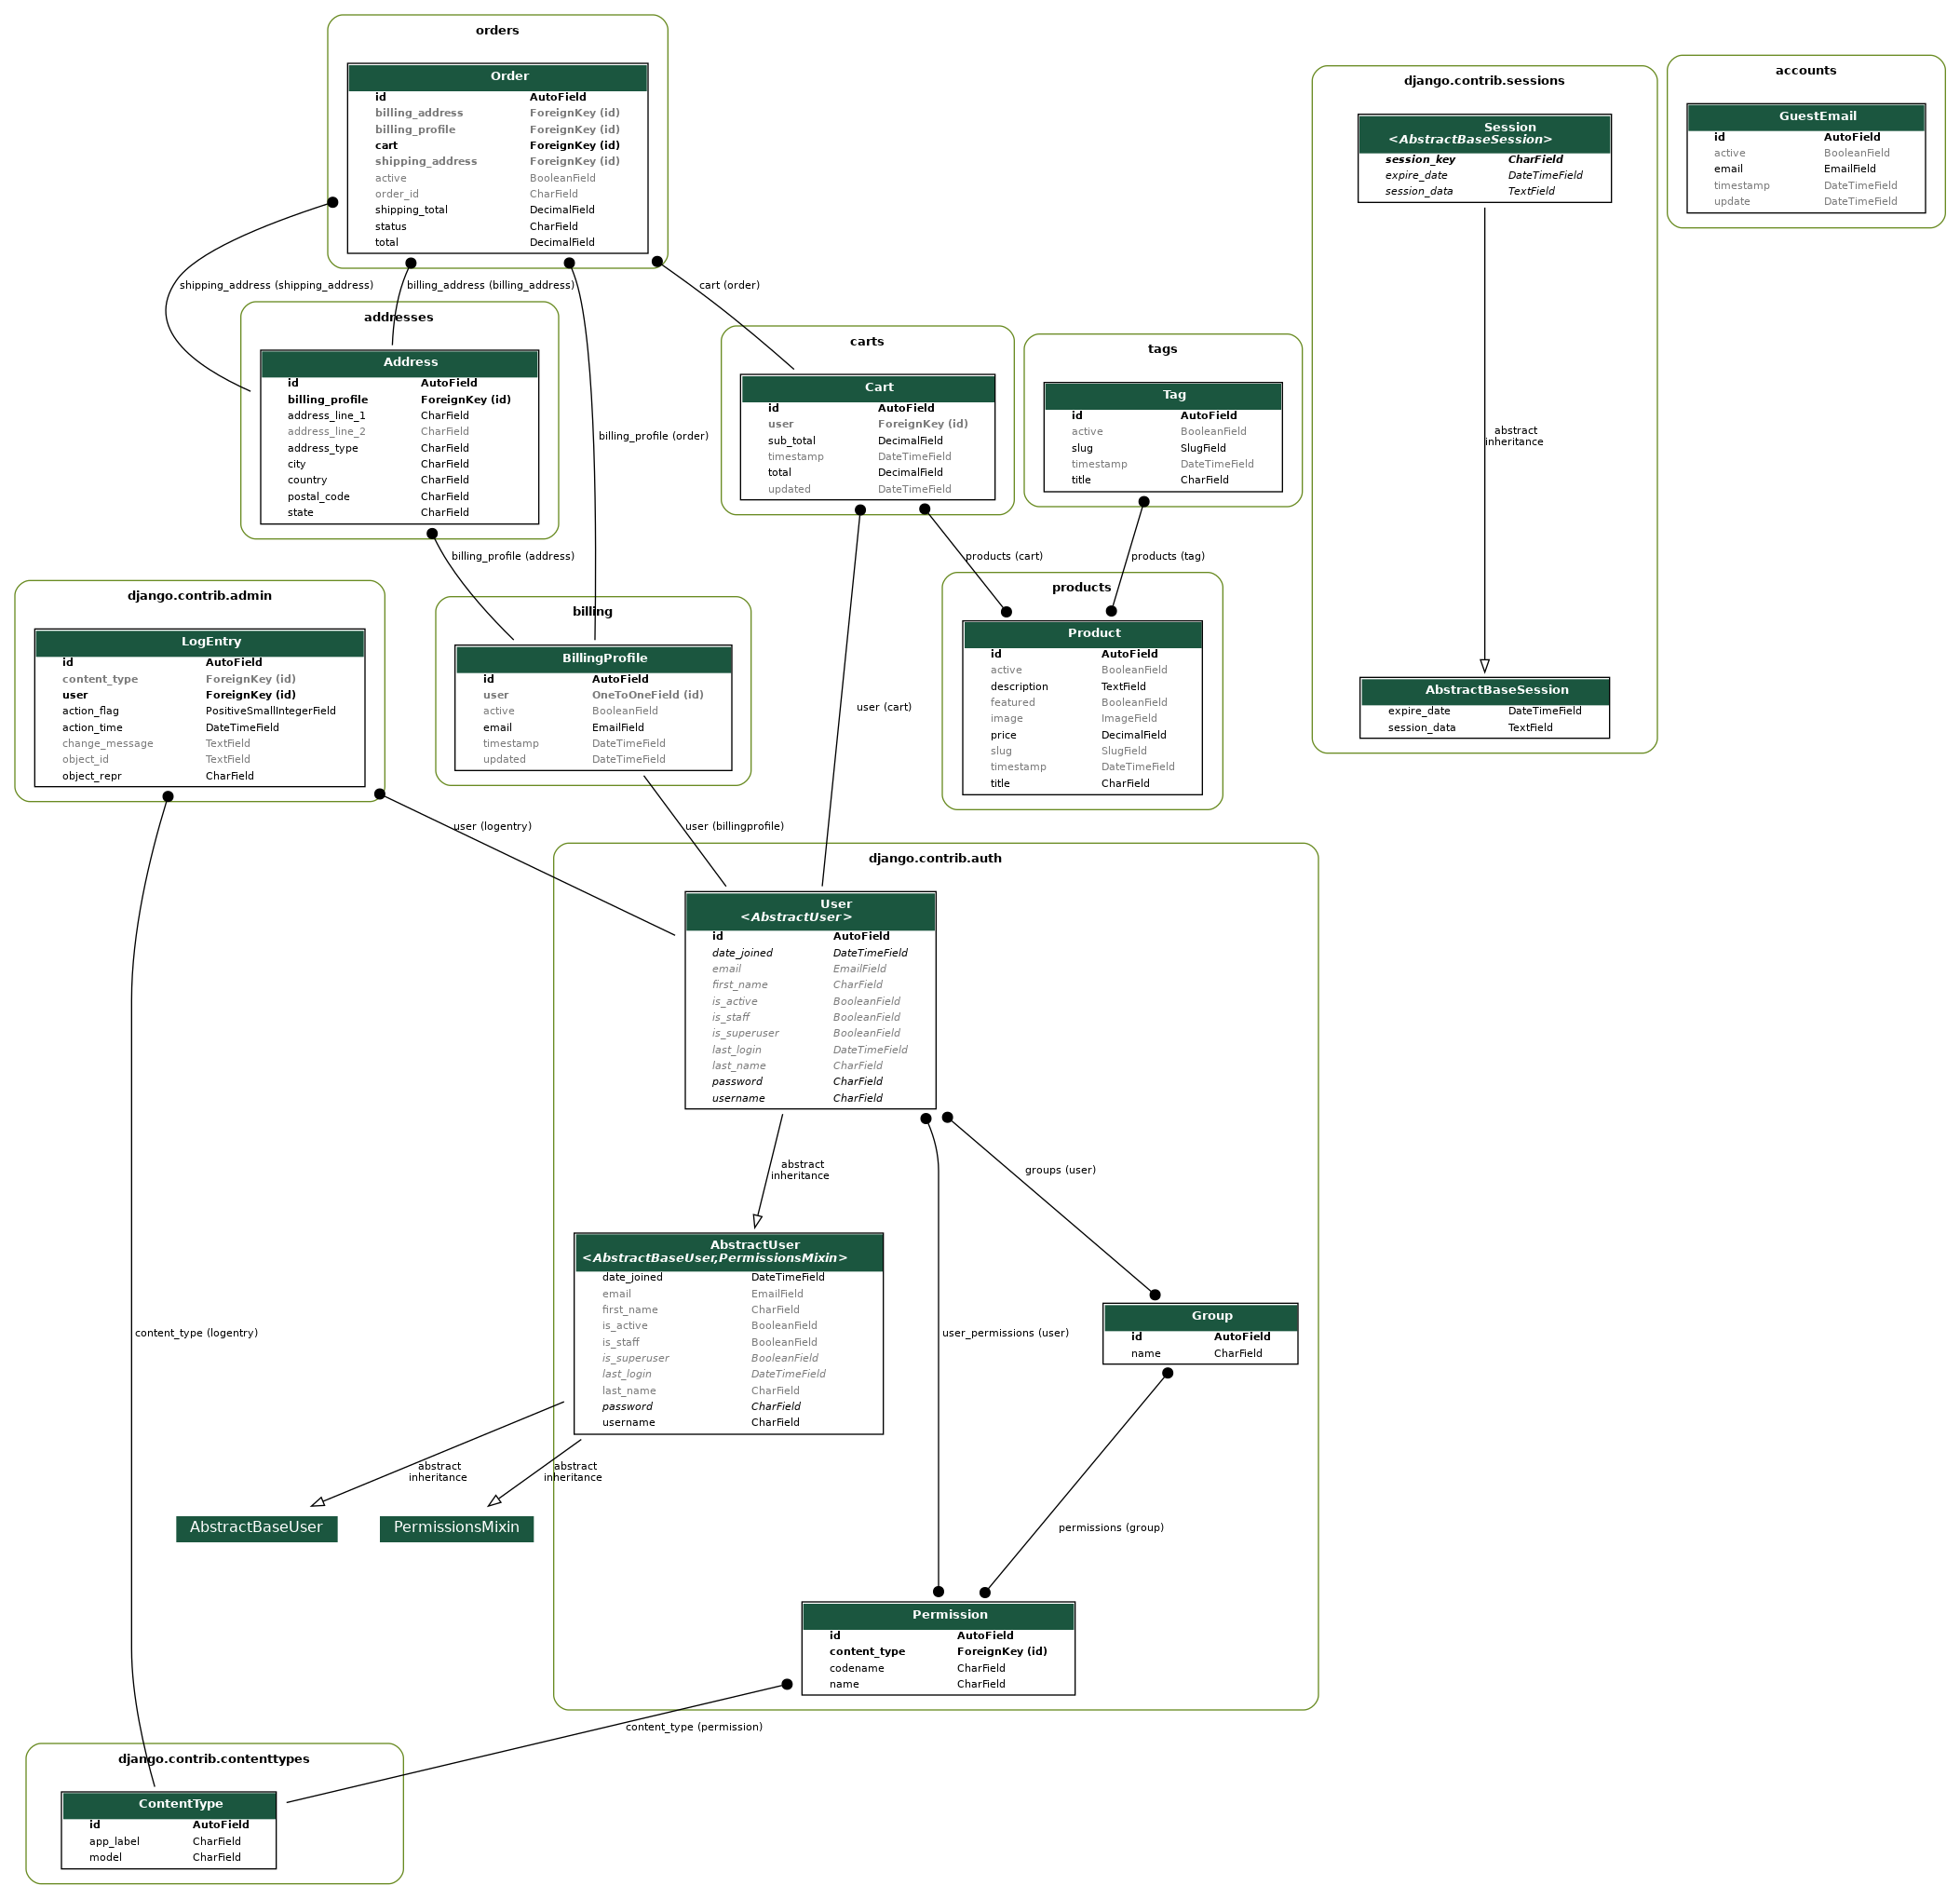 orders
Order
id AutoField
billing_address ForeignKey (id)
billing_profile ForeignKey (id)
cart ForeignKey (id)
shipping_address ForeignKey (id)
active BooleanField
order_id CharField
shipping_total DecimalField
status CharField
total DecimalField
django.contrib.sessions
Session
<AbstractBaseSession>
session_key CharField
expire_date DateTimeField
session_data TextField
accounts
GuestEmail
id AutoField
active BooleanField
email EmailField
timestamp DateTimeField
update DateTimeField
shipping_address (shipping_address)
billing_address (billing_address)
cart (order)
addresses
Address
id AutoField
billing_profile ForeignKey (id)
address_line_1 CharField
address_line_2 CharField
address_type CharField
city CharField
country CharField
postal_code CharField
state CharField
billing_profile (order)
carts
Cart
id AutoField
user ForeignKey (id)
sub_total DecimalField
timestamp DateTimeField
total DecimalField
updated DateTimeField
tags
Tag
id AutoField
active BooleanField
slug SlugField
timestamp DateTimeField
title CharField
abstract
inheritance
billing_profile (address)
products (cart)
products (tag)
django.contrib.admin
LogEntry
id AutoField
content_type ForeignKey (id)
user ForeignKey (id)
action_flag PositiveSmallIntegerField
action_time DateTimeField
change_message TextField
object_id TextField
object_repr CharField
billing
BillingProfile
id AutoField
user OneToOneField (id)
active BooleanField
email EmailField
timestamp DateTimeField
updated DateTimeField
user (cart)
products
Product
id AutoField
active BooleanField
description TextField
featured BooleanField
image ImageField
price DecimalField
slug SlugField
timestamp DateTimeField
title CharField
AbstractBaseSession
expire_date DateTimeField
session_data TextField
user (logentry)
user (billingprofile)
django.contrib.auth
User
<AbstractUser>
id AutoField
date_joined DateTimeField
email EmailField
first_name CharField
is_active BooleanField
is_staff BooleanField
is_superuser BooleanField
last_login DateTimeField
last_name CharField
password CharField
username CharField
abstract
inheritance
groups (user)
AbstractUser
<AbstractBaseUser,PermissionsMixin>
date_joined DateTimeField
email EmailField
first_name CharField
is_active BooleanField
is_staff BooleanField
is_superuser BooleanField
last_login DateTimeField
last_name CharField
password CharField
username CharField
content_type (logentry)
user_permissions (user)
Group
id AutoField
name CharField
abstract
inheritance
abstract
inheritance
AbstractBaseUser
PermissionsMixin
permissions (group)
Permission
id AutoField
content_type ForeignKey (id)
codename CharField
name CharField
content_type (permission)
django.contrib.contenttypes
ContentType
id AutoField
app_label CharField
model CharField